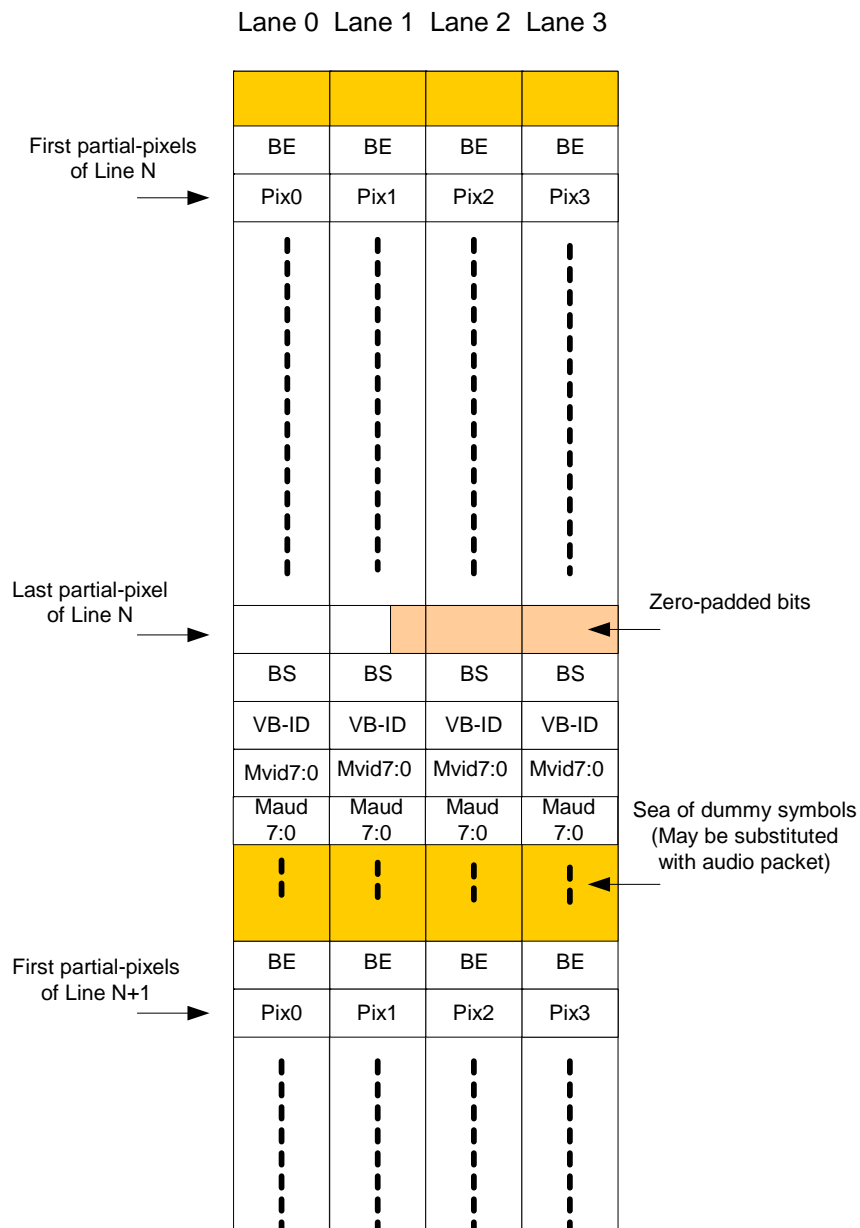 Lane 0 Lane 1 Lane 2 Lane 3
BE BE BE BE
First partial-pixels
of Line N
Pix0 Pix1 Pix2 Pix3
Last partial-pixel
of Line N
Zero-padded bits
BS BS BS BS
VB-ID VB-ID VB-ID VB-ID
Mvid7:0 Mvid7:0 Mvid7:0 Mvid7:0
Maud Maud Maud Maud
7:0 7:0 7:0 7:0
Sea of dummy symbols
(May be substituted
with audio packet)
BE BE BE BE
First partial-pixels
of Line N+1
Pix0 Pix1 Pix2 Pix3